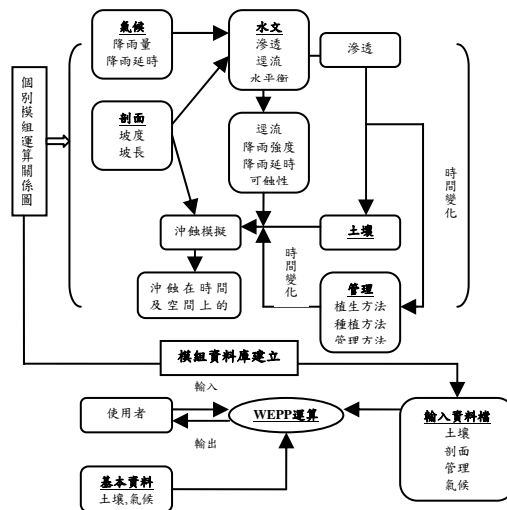 氣候
降雨量
降雨延時
水文
滲透
逕流
水平衡
滲透
個別模組運算關係圖
剖面
坡度
坡長
逕流
降雨強度
降雨延時
可蝕性
時間變化
沖蝕模擬
土壤
時間變化
沖蝕在時間
及空間上的
管理
植生方法
種植方法
管理方法
模組資料庫建立
輸入
使用者
WEPP運算
輸出
輸入資料檔
土壤
剖面
管理
氣候
基本資料
土壤,氣候